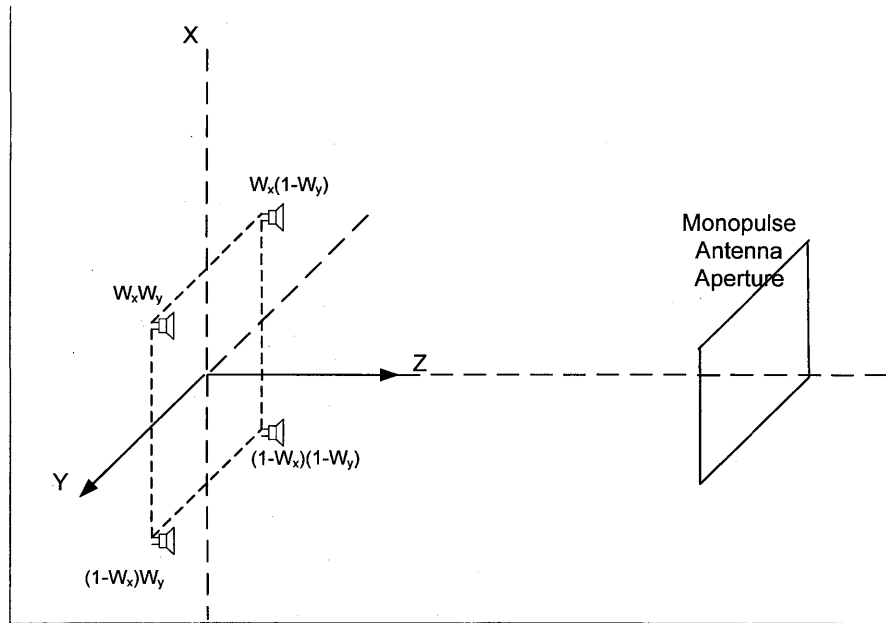 X
Wx(1-Wy)
Monopulse
Antenna
Aperture
WxWy
Z
(1-Wx)(1-Wy)
Y
(1-Wx)Wy